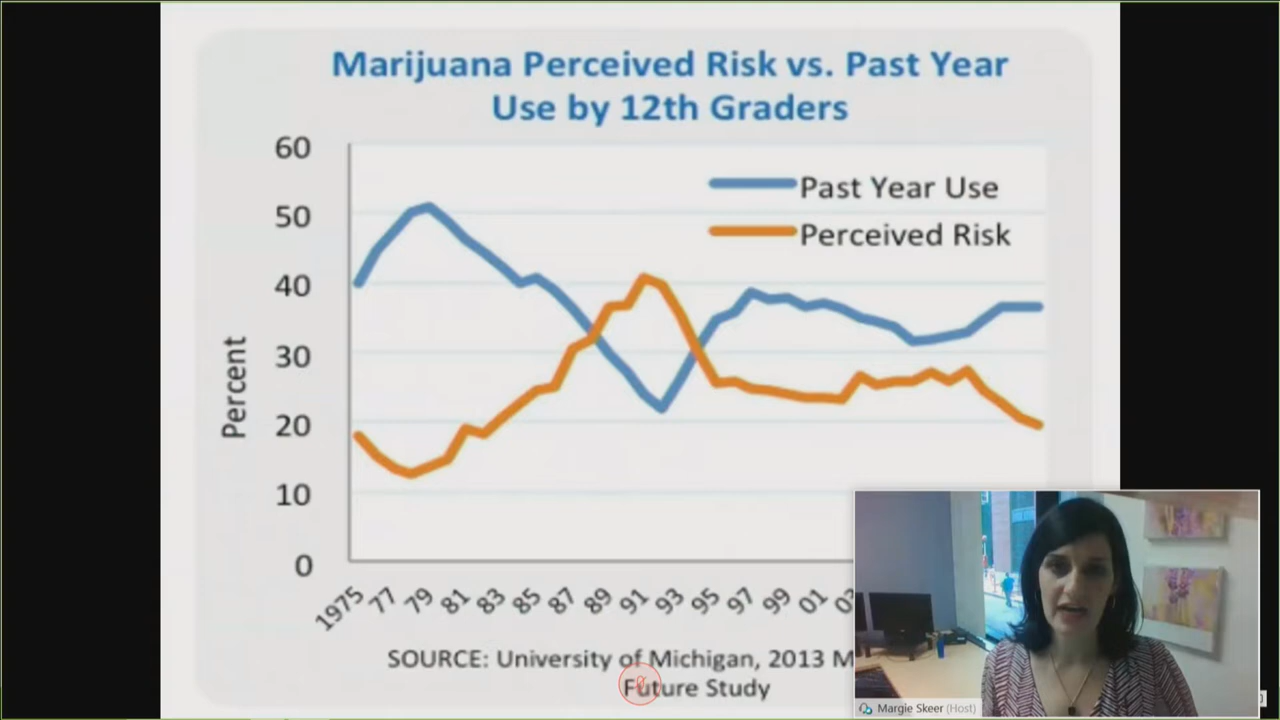 Marijuana Perceived Risk vs. Past Year
Use by 12th Graders
60
50
40
30
20
10
0
Percent
Past Year Use
Perceived Risk
1975 77 79 81 83 85 87 89 91 93 95 97 99 01 03
SOURCE: University of Michigan, 2013 M
Future Study
Margie Skeer (Host)